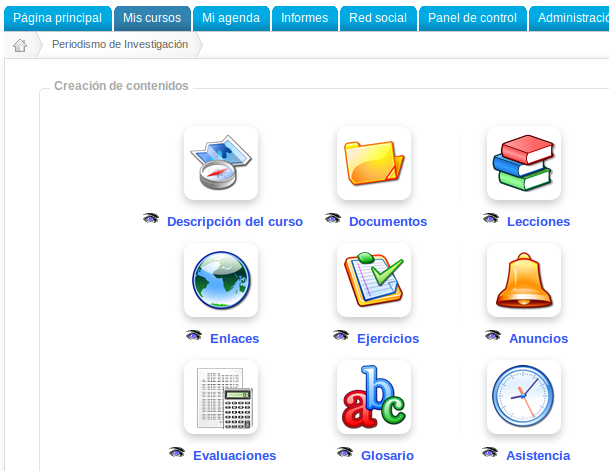 Página principal Mis cursos Mi agenda Informes Red social Panel de control Administració
Periodismo de Investigación
Creación de contenidos
Descripción del curso Documentos Lecciones
Enlaces Ejercicios Anuncios
abc
Evaluaciones Glosario Asistencia